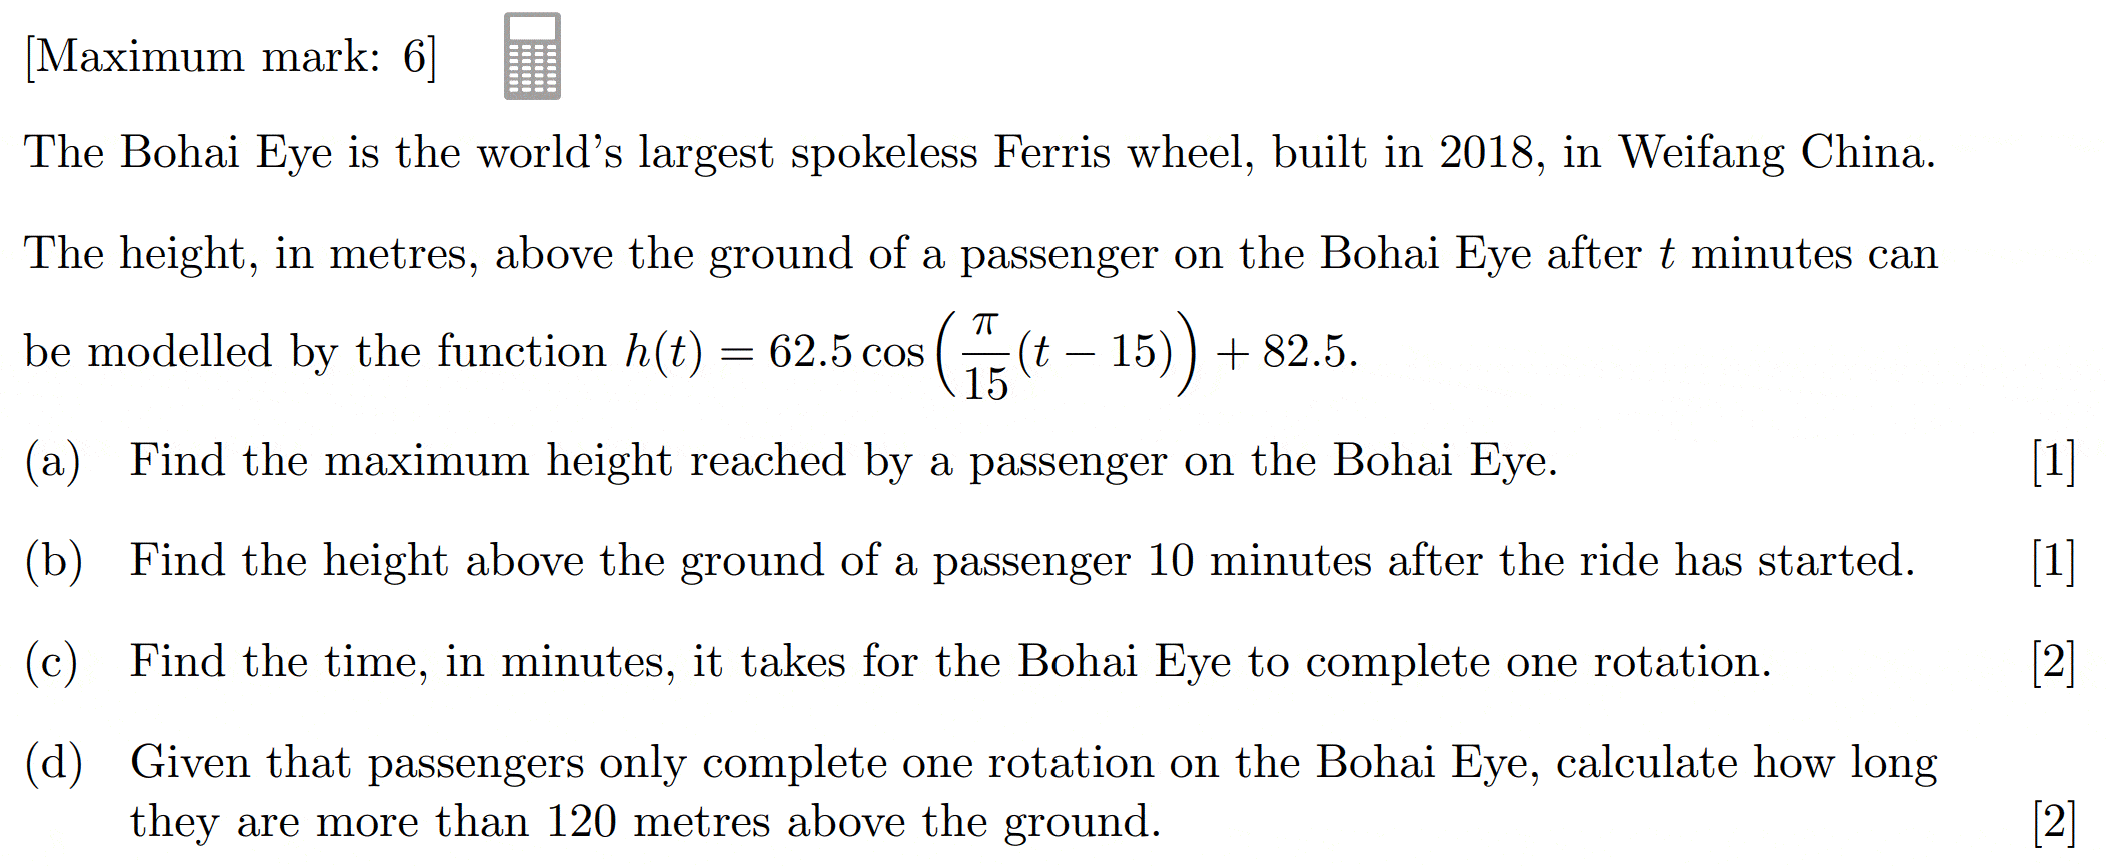 [Maximum mark: 6]
The Bohai Eye is the world’s largest spokeless Ferris wheel, built in 2018, in Weifang China.
The height, in metres, above the ground of a passenger on the Bohai Eye after t minutes can
be modelled by the function h(t) = 62.5 cos(π/15 (t − 15)) + 82.5.
(a) Find the maximum height reached by a passenger on the Bohai Eye. [1]
(b) Find the height above the ground of a passenger 10 minutes after the ride has started. [1]
(c) Find the time, in minutes, it takes for the Bohai Eye to complete one rotation. [2]
(d) Given that passengers only complete one rotation on the Bohai Eye, calculate how long
they are more than 120 metres above the ground. [2]